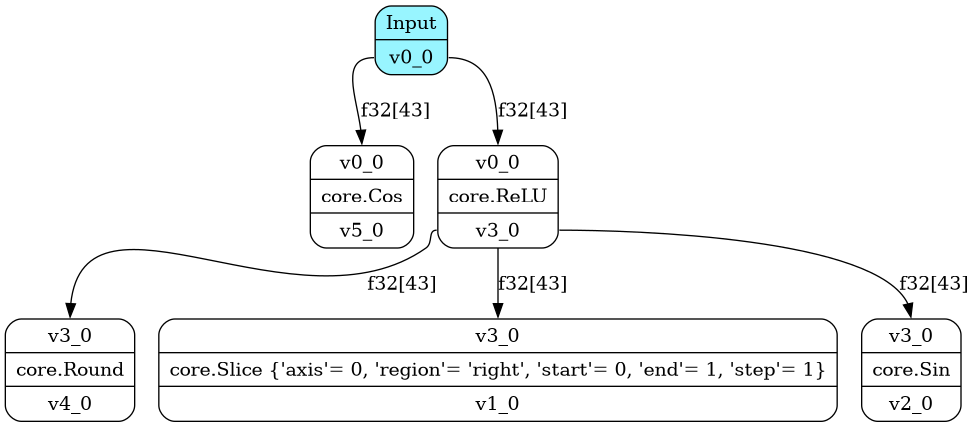 Input
v0_0
f32[43]
f32[43]
v0_0
core.Cos
v5_0
v0_0
core.ReLU
v3_0
f32[43]
f32[43]
f32[43]
v3_0
core.Round
v4_0
v3_0
core.Slice {'axis'= 0, 'region'= 'right', 'start'= 0, 'end'= 1, 'step'= 1}
v1_0
v3_0
core.Sin
v2_0